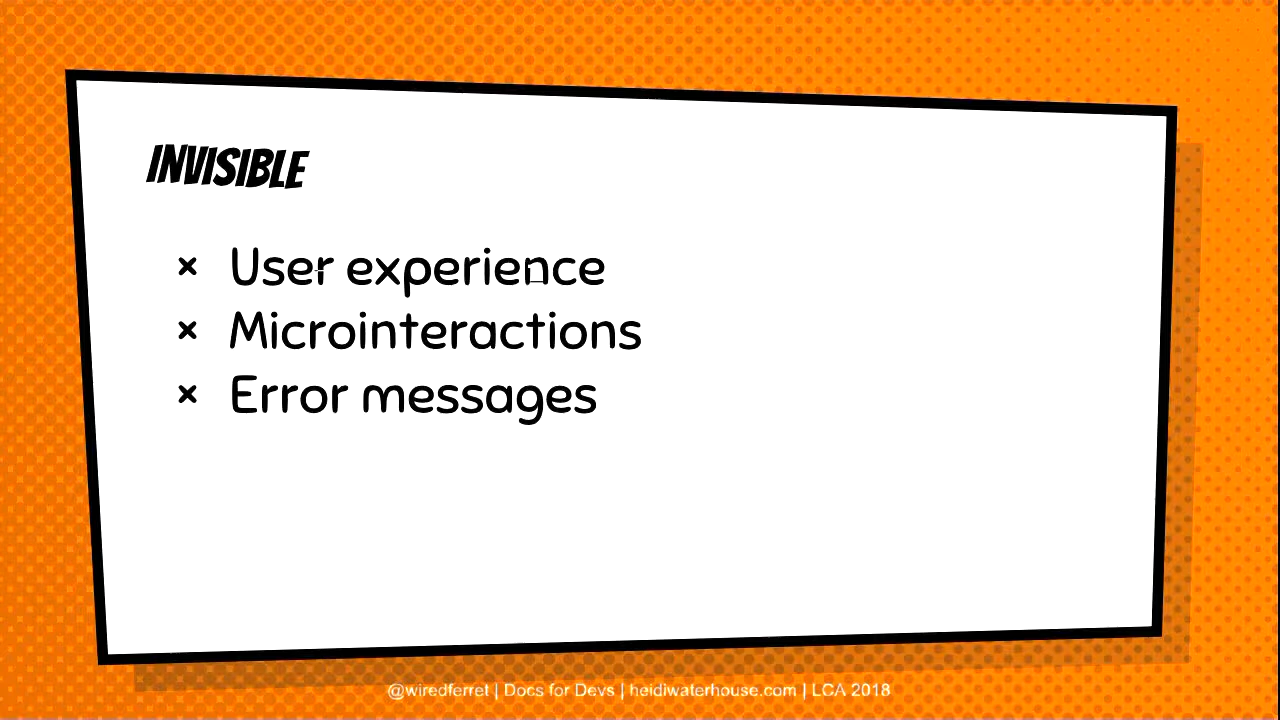 INVISIBLE
× User experience
× Microinteractions
× Error messages
@wiredferret | Docs for Devs | heidiwaterhouse.com | LCA 2018